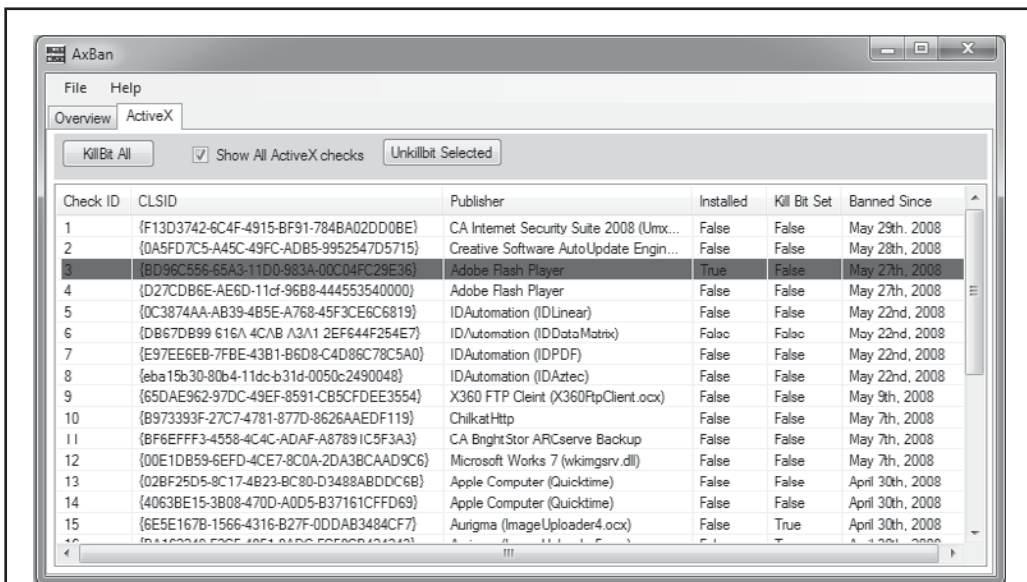 AxBan
File Help
Overview ActiveX
KillBit All Show All ActiveX checks Unkillbit Selected
Check ID CLSID Publisher Installed Kill Bit Set Banned Since
1 {F13D3742-6C4F-4915-BF91-784BA02DD0BE} CA Internet Security Suite 2008 (Umx... False False May 29th. 2008
2 {0A5FD7C5-A45C-49FC-ADB5-9952547D5715} Creative Software AutoUpdate Engin... False False May 28th. 2008
3 {BD96C556-65A3-11D0-983A-00C04FC29E36} Adobe Flash Player True False May 27th, 2008
4 {D27CDB6E-AE6D-11cf-96B8-444553540000} Adobe Flash Player False False May 27th, 2008
5 {0C3874AA-AB39-4B5E-A768-45F3CE6C6819} IDAutomation (IDLinear) False False May 22nd, 2008
6 {DB67DB99 616A 4CAB A3A1 2EF644F254E7} IDAutomation (IDDataMatrix) False False May 22nd, 2008
7 {E97EE6EB-7FBE-43B1-B6D8-C4D86C78C5A0} IDAutomation (IDPDF) False False May 22nd, 2008
8 {eba15b30-80b4-11dc-b31d-0050c2490048} IDAutomation (IDAztec) False False May 22nd, 2008
9 {65DAE962-97DC-49EF-8591-CB5CFDEE3554} X360 FTP Cleint (X360FtpClient.ocx) False False May 9th, 2008
10 {B973393F-27C7-4781-877D-8626AAEDF119} ChilkatHttp False False May 7th, 2008
11 {BF6EFFF3-4558-4C4C-ADAF-A87891C5F3A3} CA BrightStor ARCserve Backup False False May 7th, 2008
12 {00E1DB59-6EFD-4CE7-8C0A-2DA3BCAAD9C6} Microsoft Works 7 (wkimgsrv.dll) False False May 7th, 2008
13 {02BF25D5-8C17-4B23-BC80-D3488ABDDC6B} Apple Computer (Quicktime) False False April 30th, 2008
14 {4063BE15-3B08-470D-A0D5-B37161CFFD69} Apple Computer (Quicktime) False False April 30th, 2008
15 {6E5E167B-1566-4316-B27F-0DDAB3484CF7} Aurigma (ImageUploader4.ocx) False True April 30th, 2008